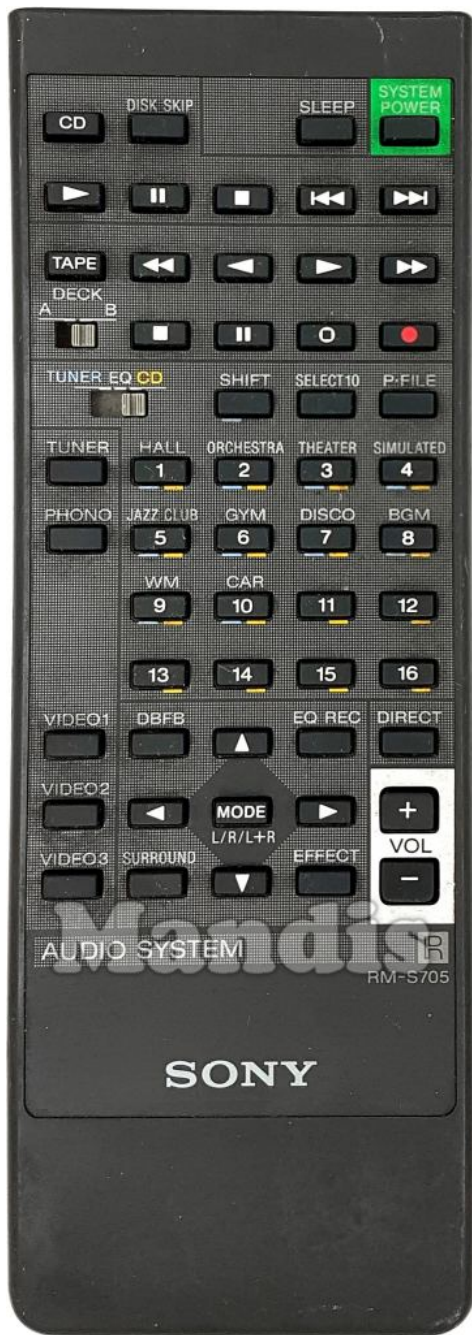 DISK SKIP SLEEP SYSTEM POWER
CD
TAPE
DECK
A B
TUNER EQ CD SHIFT SELECT10 P·FILE
TUNER HALL ORCHESTRA THEATER SIMULATED
1 2 3 4
PHONO JAZZ CLUB GYM DISCO BGM
5 6 7 8
WM CAR
9 10 11 12
13 14 15 16
VIDEO1 DBFB EQ REC DIRECT
VIDEO2
MODE +
L/R/L+R VOL
VIDEO3 SURROUND EFFECT −
Mandis
AUDIO SYSTEM R
RM-S705
SONY